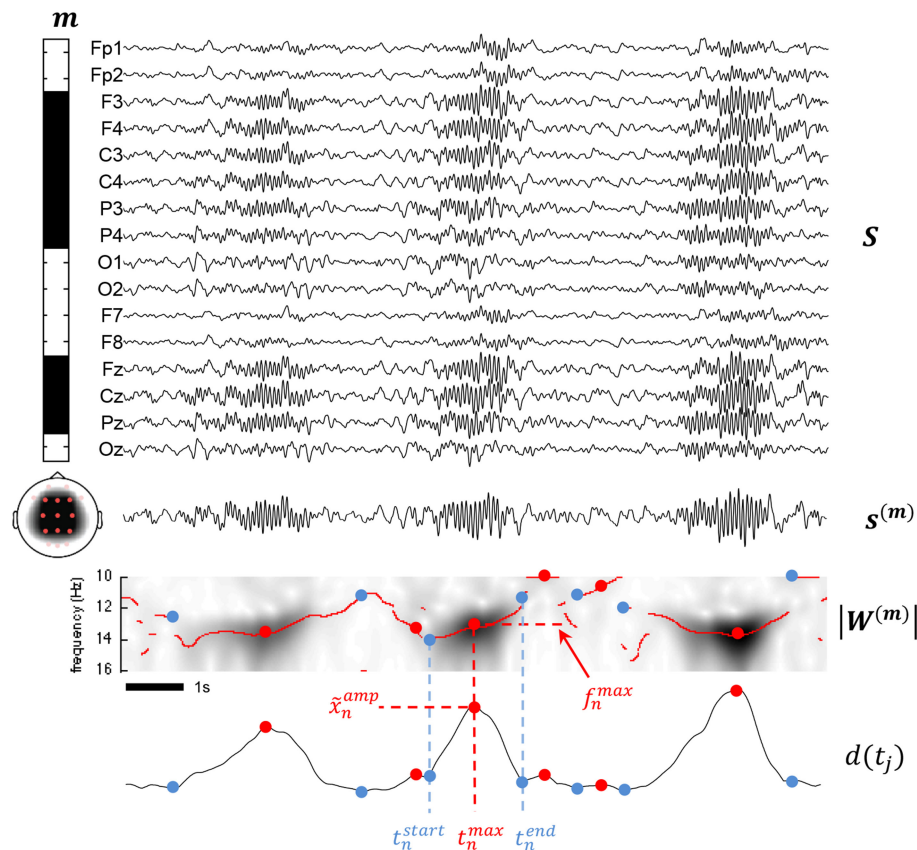 m
Fp1
Fp2
F3
F4
C3
C4
P3
P4
O1
O2
F7
F8
Fz
Cz
Pz
Oz
S
s^(m)
frequency (Hz)
10
12
14
16
|W^(m)|
1s
f_n^max
x̃_n^amp
d(t_j)
t_n^start t_n^max t_n^end